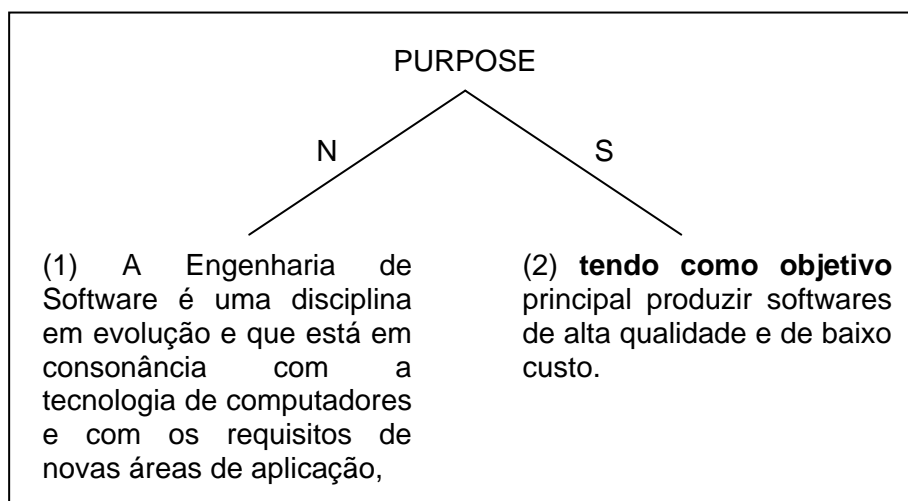 PURPOSE
N
S
(1) A Engenharia de
Software é uma disciplina
em evolução e que está em
consonância com a
tecnologia de computadores
e com os requisitos de
novas áreas de aplicação,
(2) tendo como objetivo
principal produzir softwares
de alta qualidade e de baixo
custo.